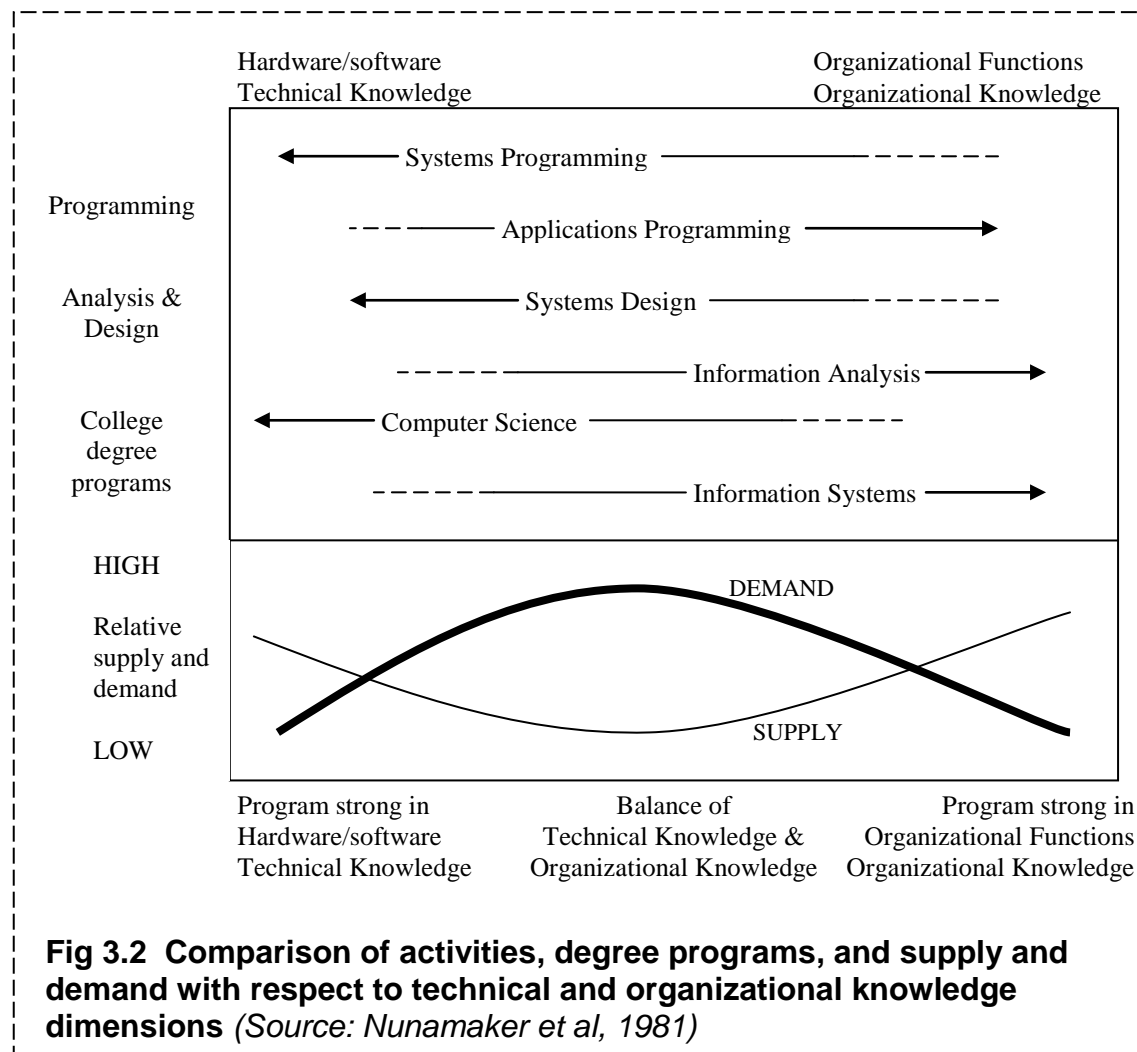 Hardware/software
Technical Knowledge
Organizational Functions
Organizational Knowledge
Programming
Systems Programming
Applications Programming
Analysis &
Design
Systems Design
Information Analysis
College
degree
programs
Computer Science
Information Systems
HIGH
Relative
supply and
demand
LOW
DEMAND
SUPPLY
Program strong in
Hardware/software
Technical Knowledge
Balance of
Technical Knowledge &
Organizational Knowledge
Program strong in
Organizational Functions
Organizational Knowledge
Fig 3.2 Comparison of activities, degree programs, and supply and
demand with respect to technical and organizational knowledge
dimensions (Source: Nunamaker et al, 1981)